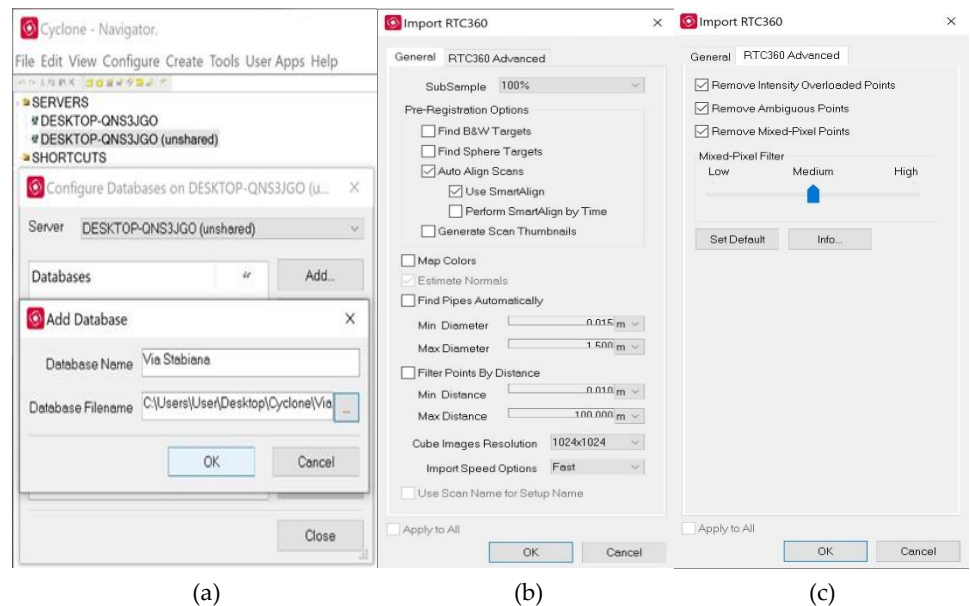 Cyclone - Navigator,
File Edit View Configure Create Tools User Apps Help
SERVERS
DESKTOP-QNS3JGO
DESKTOP-QNS3JGO (unshared)
SHORTCUTS
Configure Databases on DESKTOP-QNS3JGO (u...
Server DESKTOP-QNS3JGO (unshared)
Databases
Add...
Add Database
Database Name Via Stabiana
Database Filename C:\Users\User\Desktop\Cyclone\Via
...
OK Cancel
Close
(a)
Import RTC360
General RTC360 Advanced
SubSample 100%
Pre-Registration Options
Find B&W Targets
Find Sphere Targets
Auto Align Scans
Use SmartAlign
Perform SmartAlign by Time
Generate Scan Thumbnails
Map Colors
Estimate Normals
Find Pipes Automatically
Min Diameter 0.015 m
Max Diameter 1.500 m
Filter Points By Distance
Min Distance 0.010 m
Max Distance 100.000 m
Cube Images Resolution 1024x1024
Import Speed Options Fast
Use Scan Name for Setup Name
Apply to All
OK Cancel
(b)
Import RTC360
General RTC360 Advanced
Remove Intensity Overloaded Points
Remove Ambiguous Points
Remove Mixed-Pixel Points
Mixed-Pixel Filter
Low Medium High
Set Default Info...
Apply to All
OK Cancel
(c)